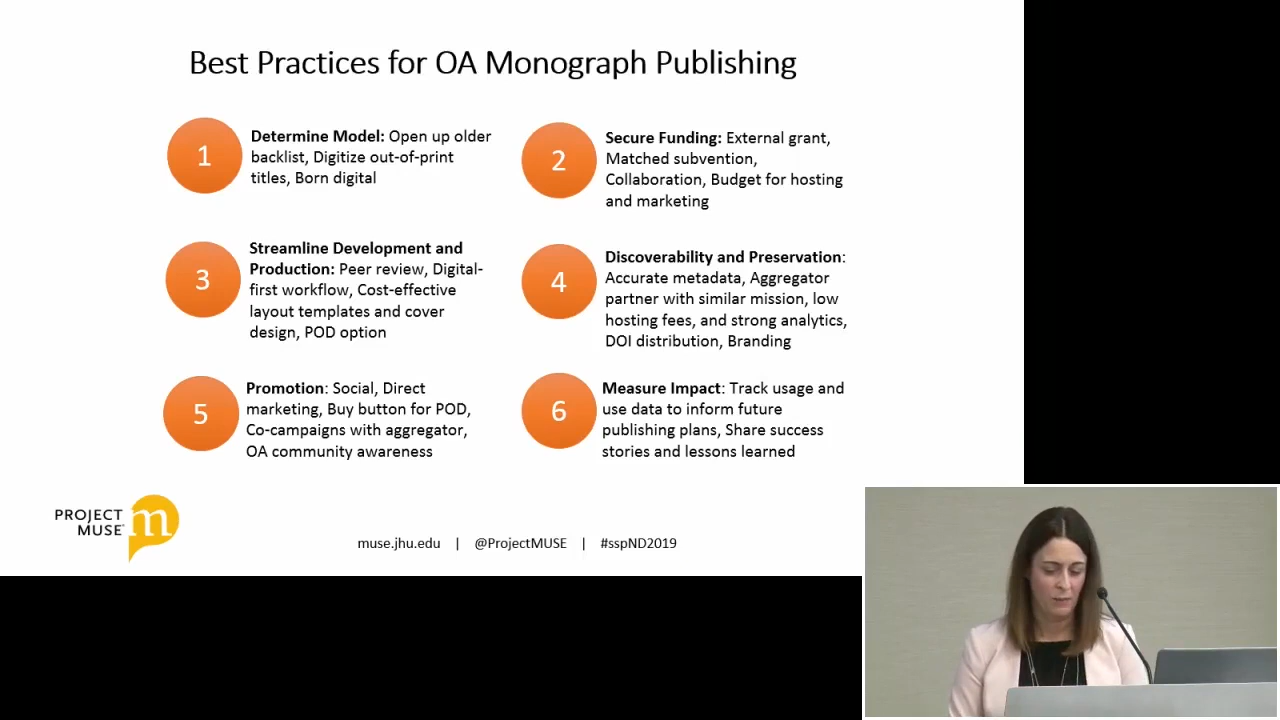 Best Practices for OA Monograph Publishing
1
Determine Model: Open up older
backlist, Digitize out-of-print
titles, Born digital
2
Secure Funding: External grant,
Matched subvention,
Collaboration, Budget for hosting
and marketing
3
Streamline Development and
Production: Peer review, Digital-
first workflow, Cost-effective
layout templates and cover
design, POD option
4
Discoverability and Preservation:
Accurate metadata, Aggregator
partner with similar mission, low
hosting fees, and strong analytics,
DOI distribution, Branding
5
Promotion: Social, Direct
marketing, Buy button for POD,
Co-campaigns with aggregator,
OA community awareness
6
Measure Impact: Track usage and
use data to inform future
publishing plans, Share success
stories and lessons learned
PROJECT
MUSE
m
muse.jhu.edu | @ProjectMUSE | #sspND2019